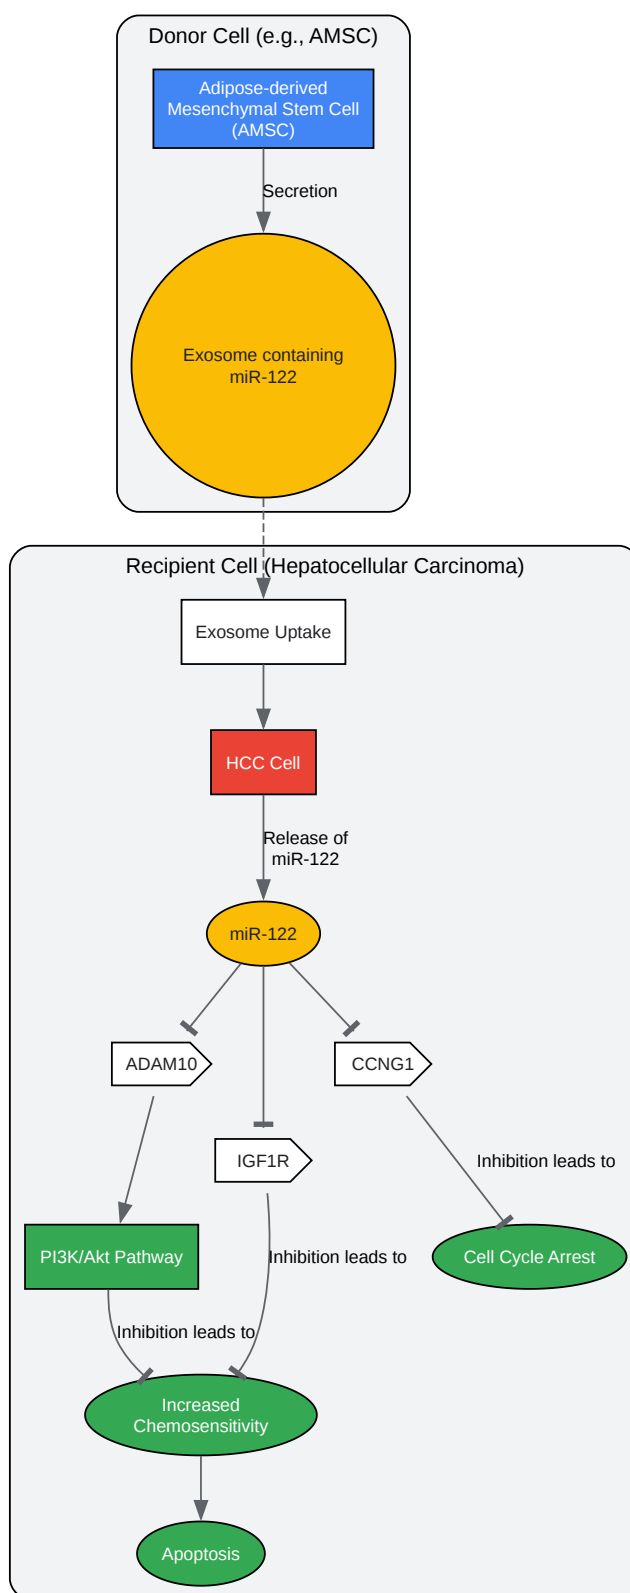 Donor Cell (e.g., AMSC)
Adipose-derived
Mesenchymal Stem Cell
(AMSC)
Secretion
Exosome containing
miR-122
Recipient Cell (Hepatocellular Carcinoma)
Exosome Uptake
HCC Cell
Release of
miR-122
miR-122
ADAM10
CCNG1
IGF1R
Inhibition leads to
PI3K/Akt Pathway
Inhibition leads to
Cell Cycle Arrest
Inhibition leads to
Increased
Chemosensitivity
Apoptosis